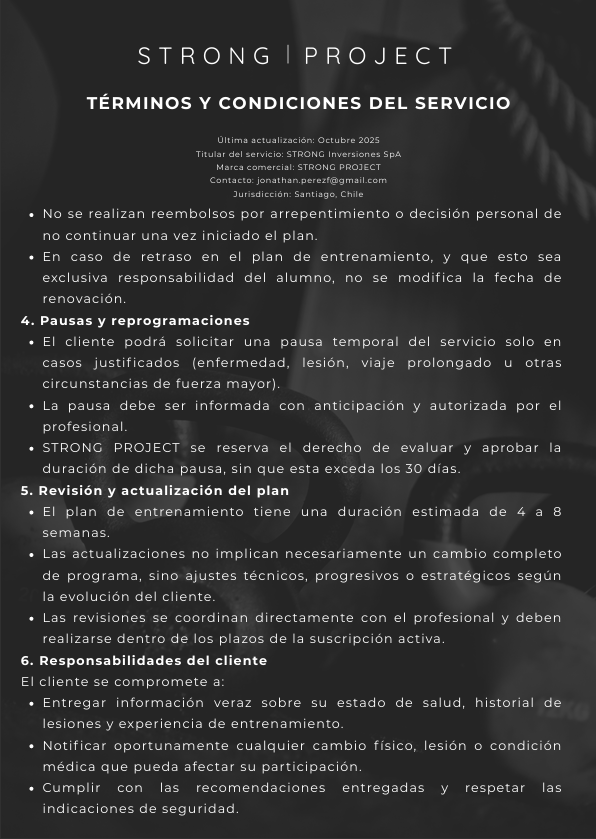 STRONG | PROJECT
TÉRMINOS Y CONDICIONES DEL SERVICIO
Última actualización: Octubre 2025
Titular del servicio: STRONG Inversiones SpA
Marca comercial: STRONG PROJECT
Contacto: jonathan.perezf@gmail.com
Jurisdicción: Santiago, Chile
• No se realizan reembolsos por arrepentimiento o decisión personal de
no continuar una vez iniciado el plan.
• En caso de retraso en el plan de entrenamiento, y que esto sea
exclusiva responsabilidad del alumno, no se modifica la fecha de
renovación.
4. Pausas y reprogramaciones
• El cliente podrá solicitar una pausa temporal del servicio solo en
casos justificados (enfermedad, lesión, viaje prolongado u otras
circunstancias de fuerza mayor).
• La pausa debe ser informada con anticipación y autorizada por el
profesional.
• STRONG PROJECT se reserva el derecho de evaluar y aprobar la
duración de dicha pausa, sin que esta exceda los 30 días.
5. Revisión y actualización del plan
• El plan de entrenamiento tiene una duración estimada de 4 a 8
semanas.
• Las actualizaciones no implican necesariamente un cambio completo
de programa, sino ajustes técnicos, progresivos o estratégicos según
la evolución del cliente.
• Las revisiones se coordinan directamente con el profesional y deben
realizarse dentro de los plazos de la suscripción activa.
6. Responsabilidades del cliente
El cliente se compromete a:
• Entregar información veraz sobre su estado de salud, historial de
lesiones y experiencia de entrenamiento.
• Notificar oportunamente cualquier cambio físico, lesión o condición
médica que pueda afectar su participación.
• Cumplir con las recomendaciones entregadas y respetar las
indicaciones de seguridad.